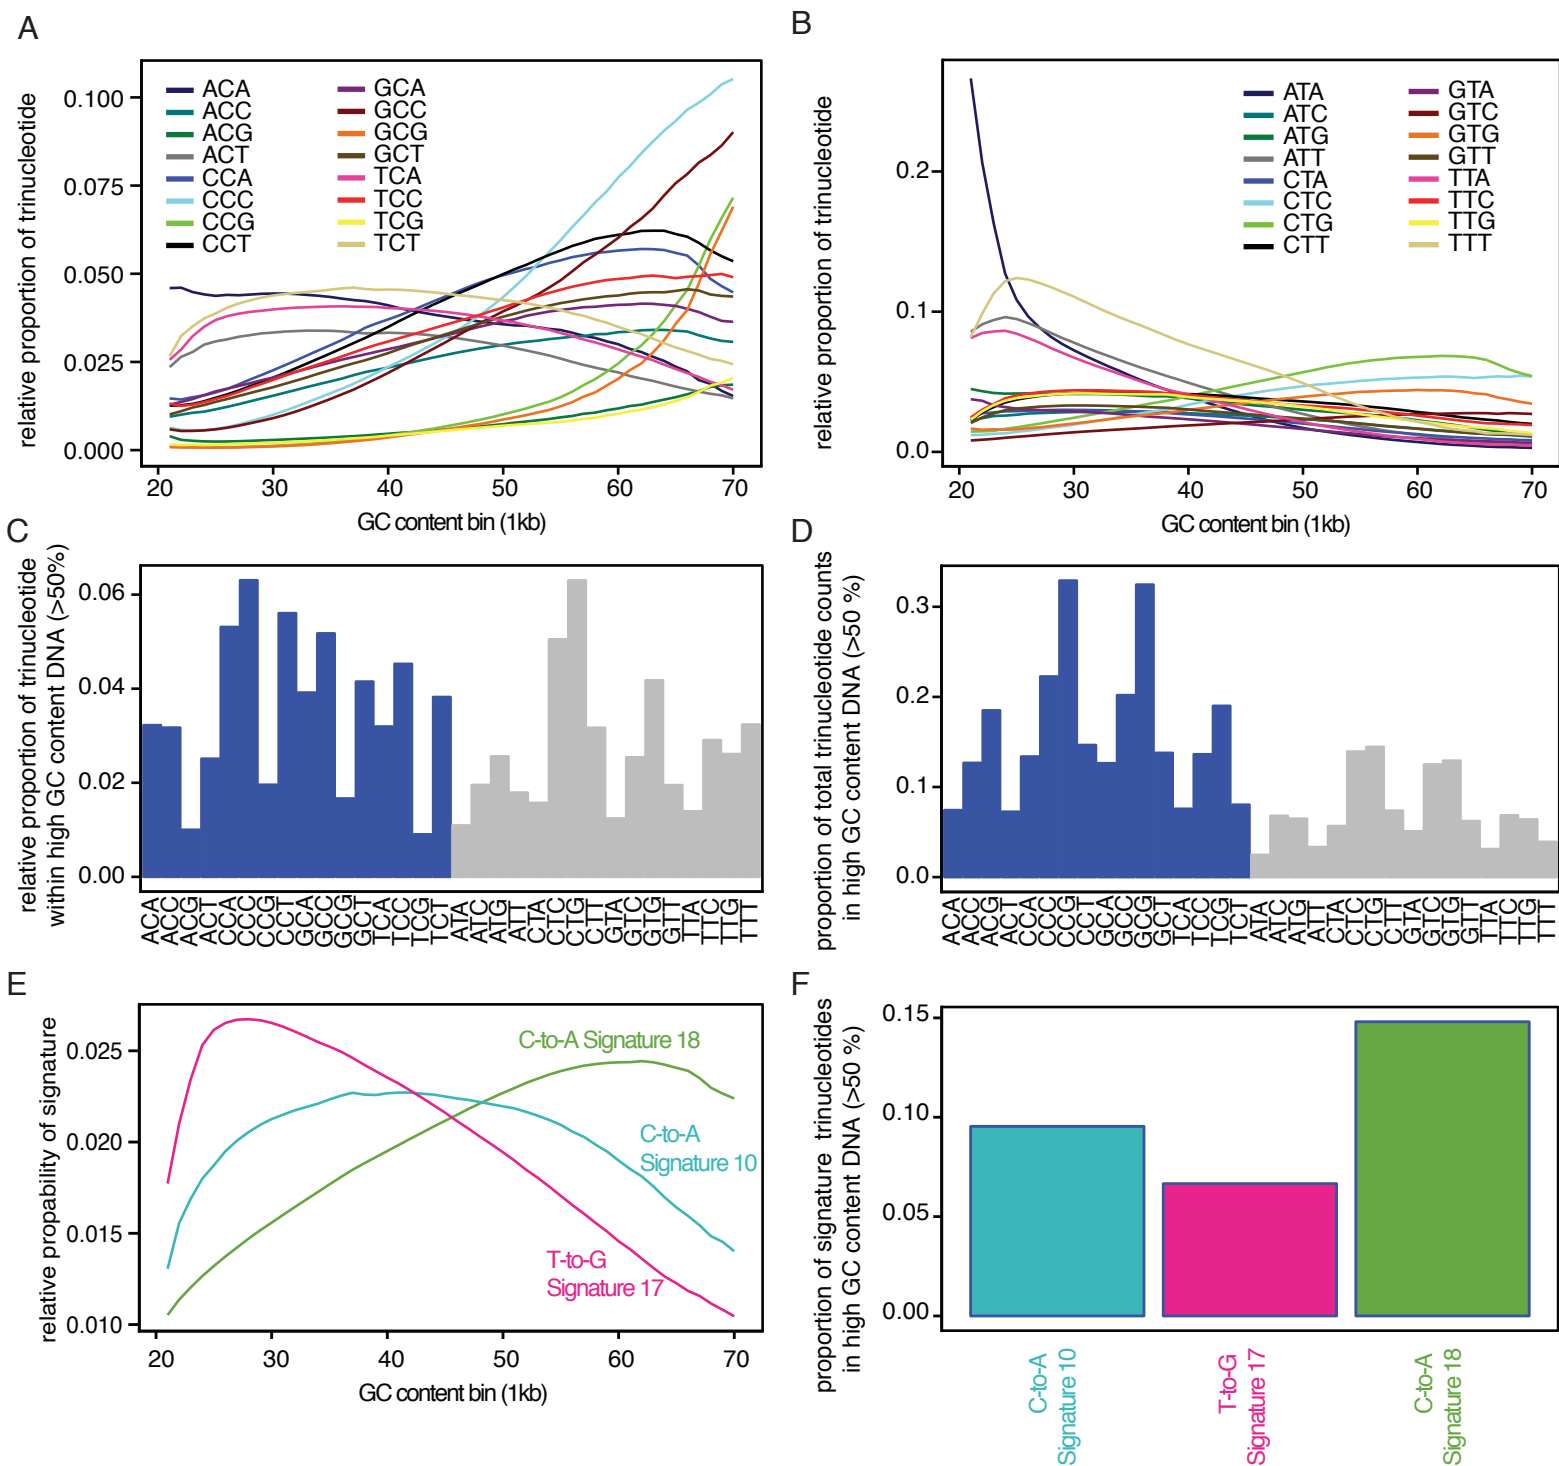 A
relative proportion of trinucleotide
0.100
0.075
0.050
0.025
0.000
ACA
ACC
ACG
ACT
CCA
CCC
CCG
CCT
GCA
GCC
GCG
GCT
TCA
TCC
TCG
TCT
20 30 40 50 60 70
GC content bin (1kb)
B
relative proportion of trinucleotide
0.2
0.1
0.0
ATA
ATC
ATG
ATT
CTA
CTC
CTG
CTT
GTA
GTC
GTG
GTT
TTA
TTC
TTG
TTT
20 30 40 50 60 70
GC content bin (1kb)
C
relative proportion of trinucleotide
within high GC content DNA (>50%)
0.06
0.04
0.02
0.00
ACA
ACC
ACG
ACT
CCA
CCC
CCG
CCT
GCA
GCC
GCG
GCT
TCA
TCC
TCG
TCT
ATA
ATC
ATG
ATT
CTA
CTC
CTG
CTT
GTA
GTC
GTG
GTT
TTA
TTC
TTG
TTT
D
proportion of total trinucleotide counts
in high GC content DNA (>50 %)
0.3
0.2
0.1
0.0
ACA
ACC
ACG
ACT
CCA
CCC
CCG
CCT
GCA
GCC
GCG
GCT
TCA
TCC
TCG
TCT
ATA
ATC
ATG
ATT
CTA
CTC
CTG
CTT
GTA
GTC
GTG
GTT
TTA
TTC
TTG
TTT
E
relative propability of signature
0.025
0.020
0.015
0.010
C-to-A Signature 18
C-to-A
Signature 10
T-to-G
Signature 17
20 30 40 50 60 70
GC content bin (1kb)
F
proportion of signature trinucleotides
in high GC content DNA (>50 %)
0.15
0.10
0.05
0.00
C-to-A
Signature 10
T-to-G
Signature 17
C-to-A
Signature 18